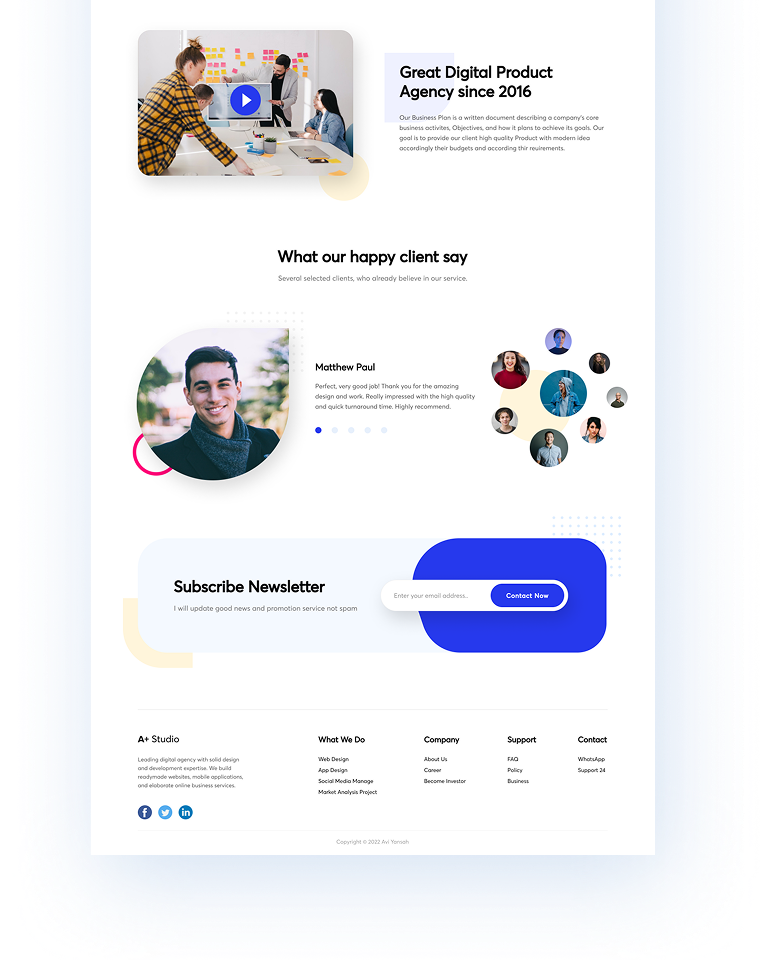 Great Digital Product
Agency since 2016
Our Business Plan is a written document describing a company's core
business activites, Objectives, and how it plans to achieve its goals. Our
goal is to provide our client high quality Product with modern idea
accordingly their budgets and according thir reuirements.
What our happy client say
Several selected clients, who already believe in our service.
Matthew Paul
Perfect, very good job! Thank you for the amazing
design and work. Really impressed with the high quality
and quick turnaround time. Highly recommend.
Subscribe Newsletter
I will update good news and promotion service not spam
Enter your email address..
Contact Now
A+ Studio
Leading digital agency with solid design
and development expertise. We build
readymade websites, mobile applications,
and elaborate online business services.
What We Do
Web Design
App Design
Social Media Manage
Market Analysis Project
Company
About Us
Career
Become Investor
Support
FAQ
Policy
Business
Contact
WhatsApp
Support 24
Copyright © 2022 Avi Yansah